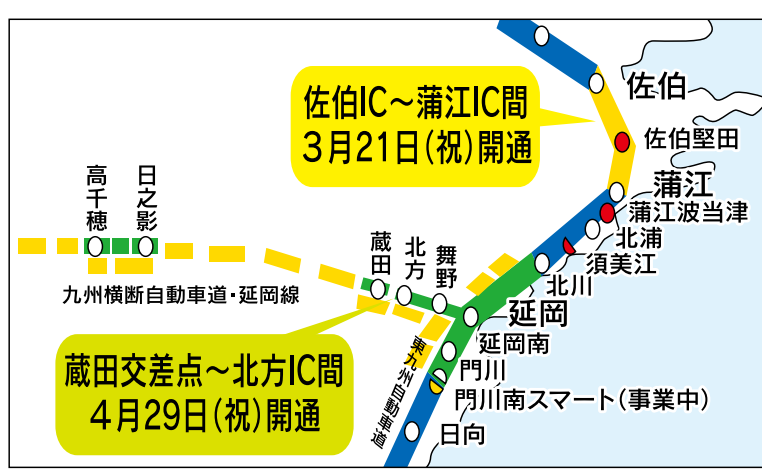 佐伯IC～蒲江IC間
3月21日(祝)開通
佐伯
佐伯堅田
蒲江
蒲江波当津
北浦
須美江
北川
延岡
延岡南
門川
門川南スマート(事業中)
日向
東九州自動車道
高千穂
日之影
蔵田
北方
舞野
九州横断自動車道・延岡線
蔵田交差点～北方IC間
4月29日(祝)開通